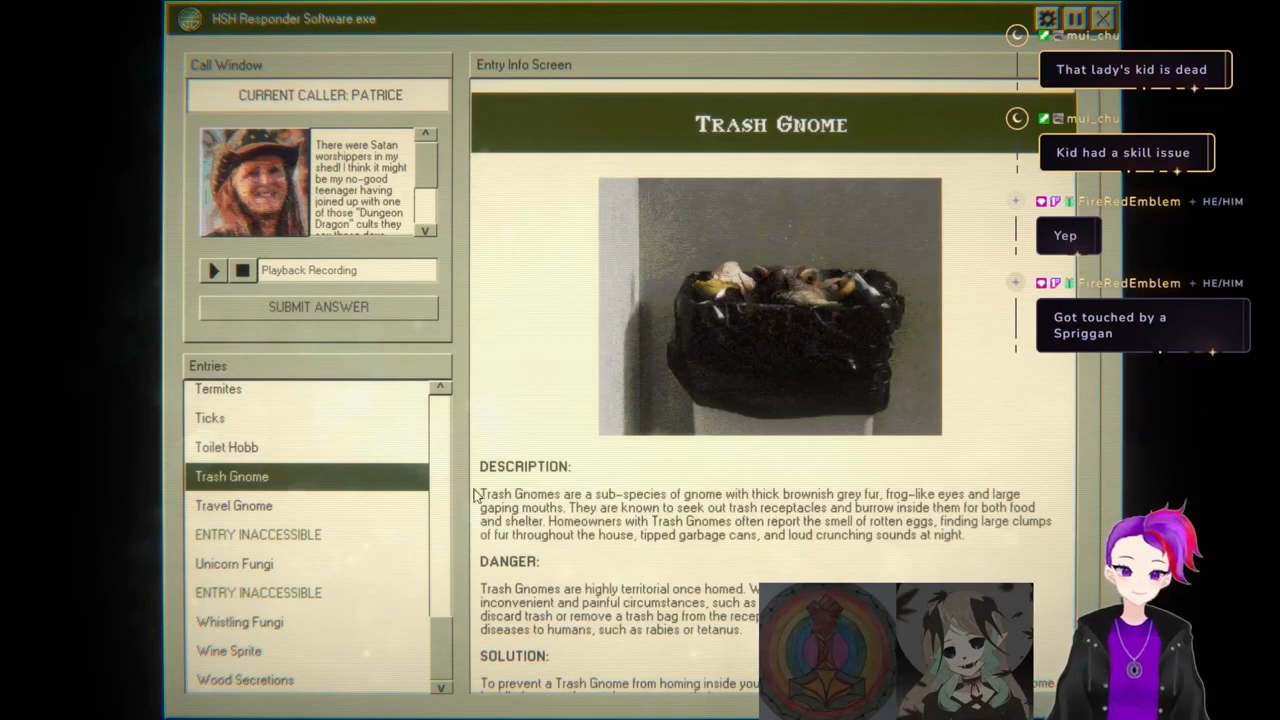 HSH Responder Software.exe
Call Window
CURRENT CALLER: PATRICE
There were Satan
worshippers in my
shed! I think it might
be my no-good
teenager having
joined up with one
of those "Dungeon
Dragon" cults they
Playback Recording
SUBMIT ANSWER
Entries
Termites
Ticks
Toilet Hobb
Trash Gnome
Travel Gnome
ENTRY INACCESSIBLE
Unicorn Fungi
ENTRY INACCESSIBLE
Whistling Fungi
Wine Sprite
Wood Secretions
Entry Info Screen
Trash Gnome
DESCRIPTION:
Trash Gnomes are a sub-species of gnome with thick brownish grey fur, frog-like eyes and large
gaping mouths. They are known to seek out trash receptacles and burrow inside them for both food
and shelter. Homeowners with Trash Gnomes often report the smell of rotten eggs, finding large clumps
of fur throughout the house, tipped garbage cans, and loud crunching sounds at night.
DANGER:
Trash Gnomes are highly territorial once homed.
inconvenient and painful circumstances, such as
discard trash or remove a trash bag from the
diseases to humans, such as rabies or tetanus.
SOLUTION:
To prevent a Trash Gnome from homing inside
mui_chu
That lady's kid is dead
mui_chu
Kid had a skill issue
FireRedEmblem + HE/HIM
Yep
FireRedEmblem + HE/HIM
Got touched by a
Spriggan